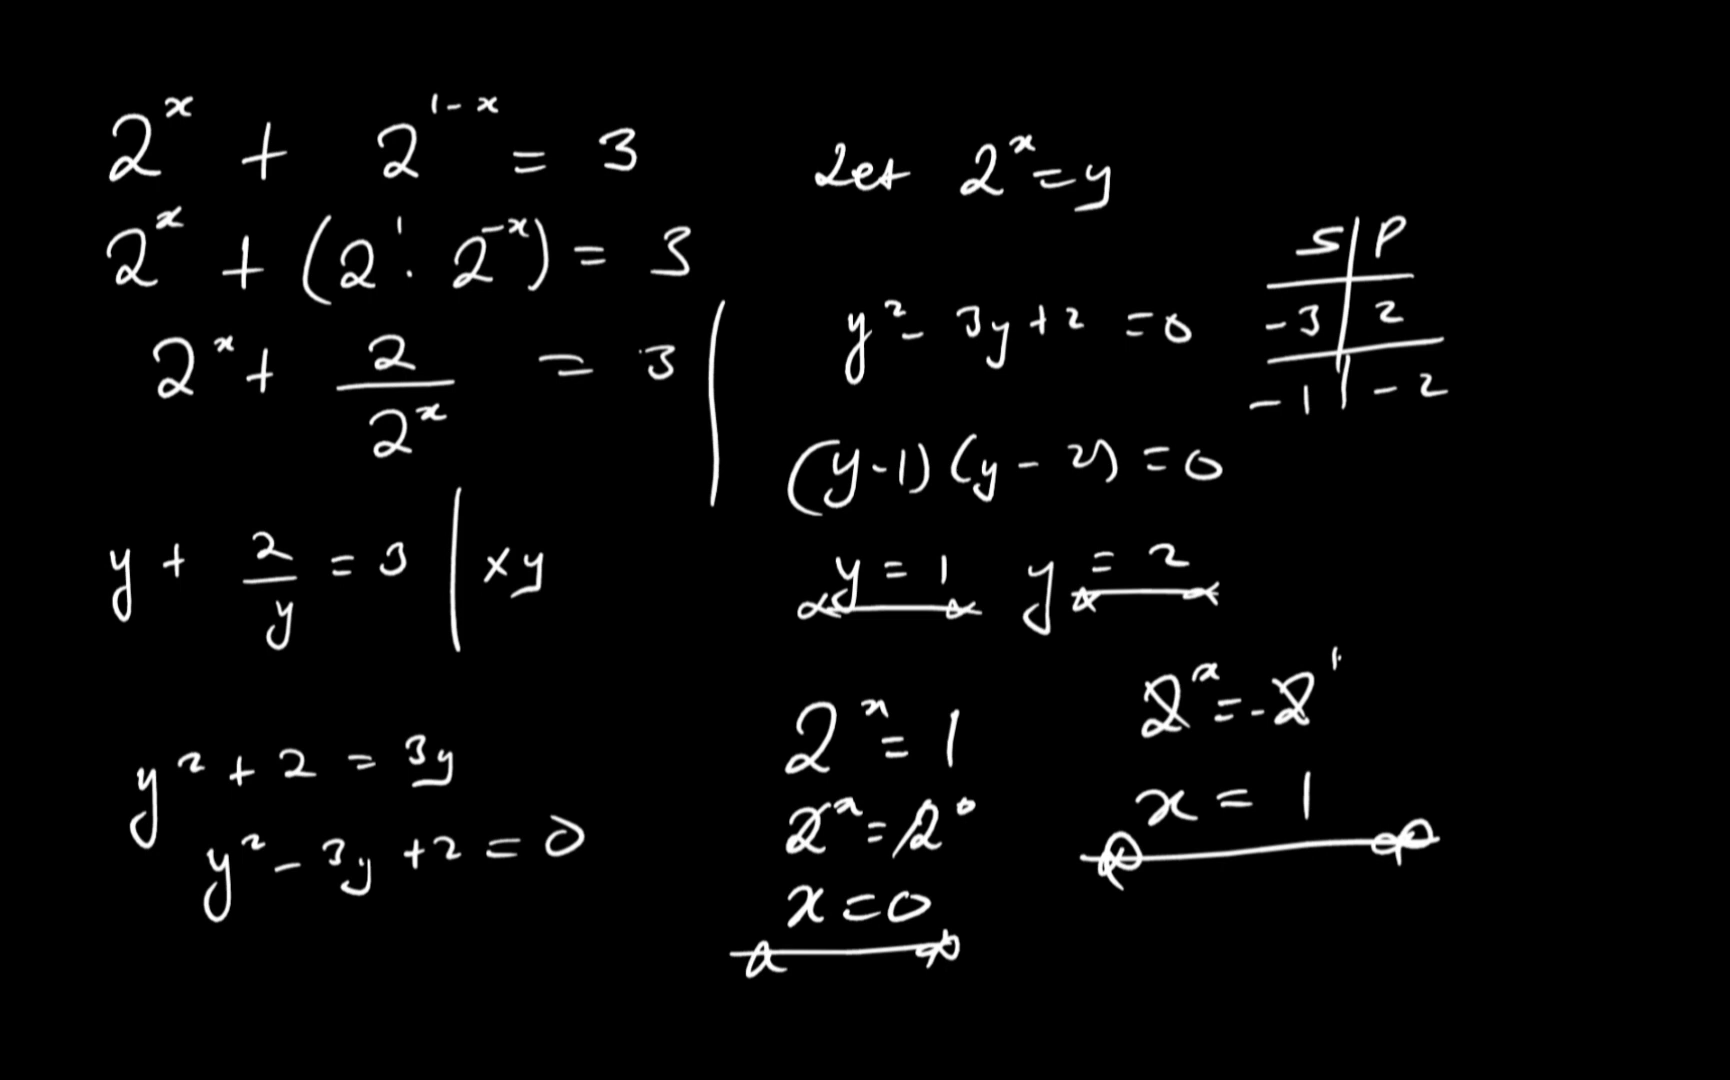 2^x + 2^{1-x} = 3
2^x + (2^1 . 2^{-x}) = 3
2^x + 2/2^x = 3
y + 2/y = 3 | × y
y^2 + 2 = 3y
y^2 - 3y + 2 = 0
Let 2^x = y
y^2 - 3y + 2 = 0
S | P
-3 | 2
-1 | -2
(y-1)(y-2) = 0
y = 1 y = 2
2^x = 1
2^x = 2^0
x = 0
2^x = -2^1
x = 1